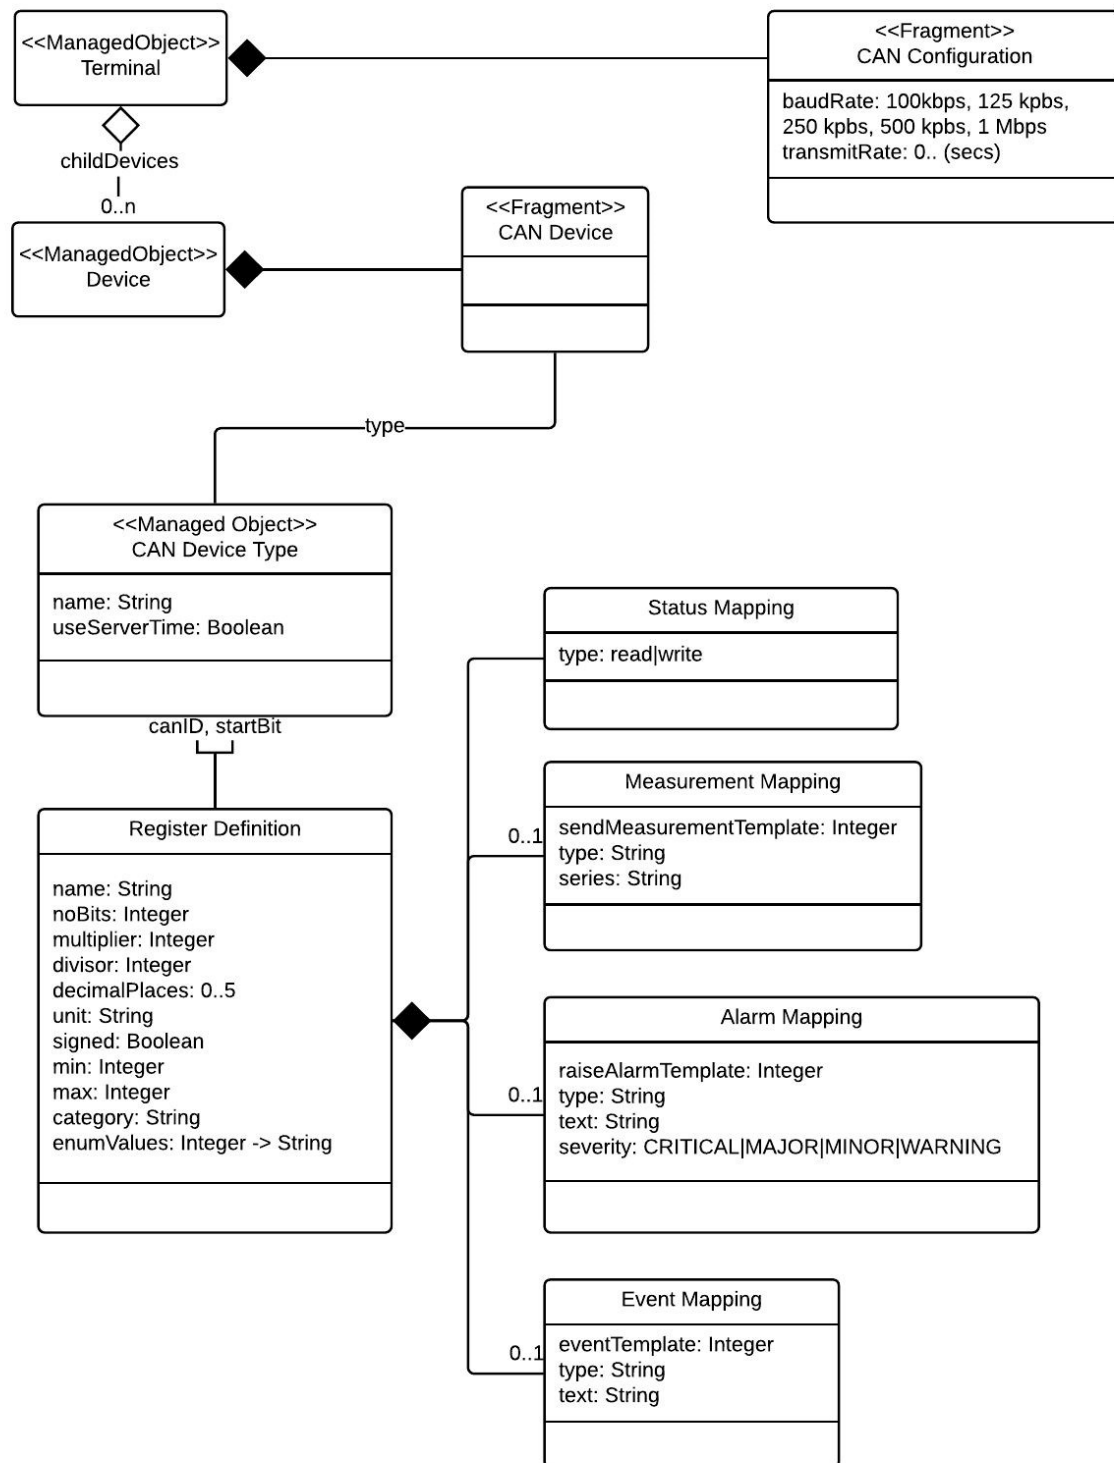 <<ManagedObject>>
Terminal
<<Fragment>>
CAN Configuration
baudRate: 100kbps, 125 kpbs,
250 kpbs, 500 kpbs, 1 Mbps
transmitRate: 0.. (secs)
childDevices
0..n
<<ManagedObject>>
Device
<<Fragment>>
CAN Device
type
<<Managed Object>>
CAN Device Type
name: String
useServerTime: Boolean
canID, startBit
Register Definition
name: String
noBits: Integer
multiplier: Integer
divisor: Integer
decimalPlaces: 0..5
unit: String
signed: Boolean
min: Integer
max: Integer
category: String
enumValues: Integer -> String
Status Mapping
type: read|write
Measurement Mapping
0..1
sendMeasurementTemplate: Integer
type: String
series: String
Alarm Mapping
0..1
raiseAlarmTemplate: Integer
type: String
text: String
severity: CRITICAL|MAJOR|MINOR|WARNING
Event Mapping
0..1
eventTemplate: Integer
type: String
text: String